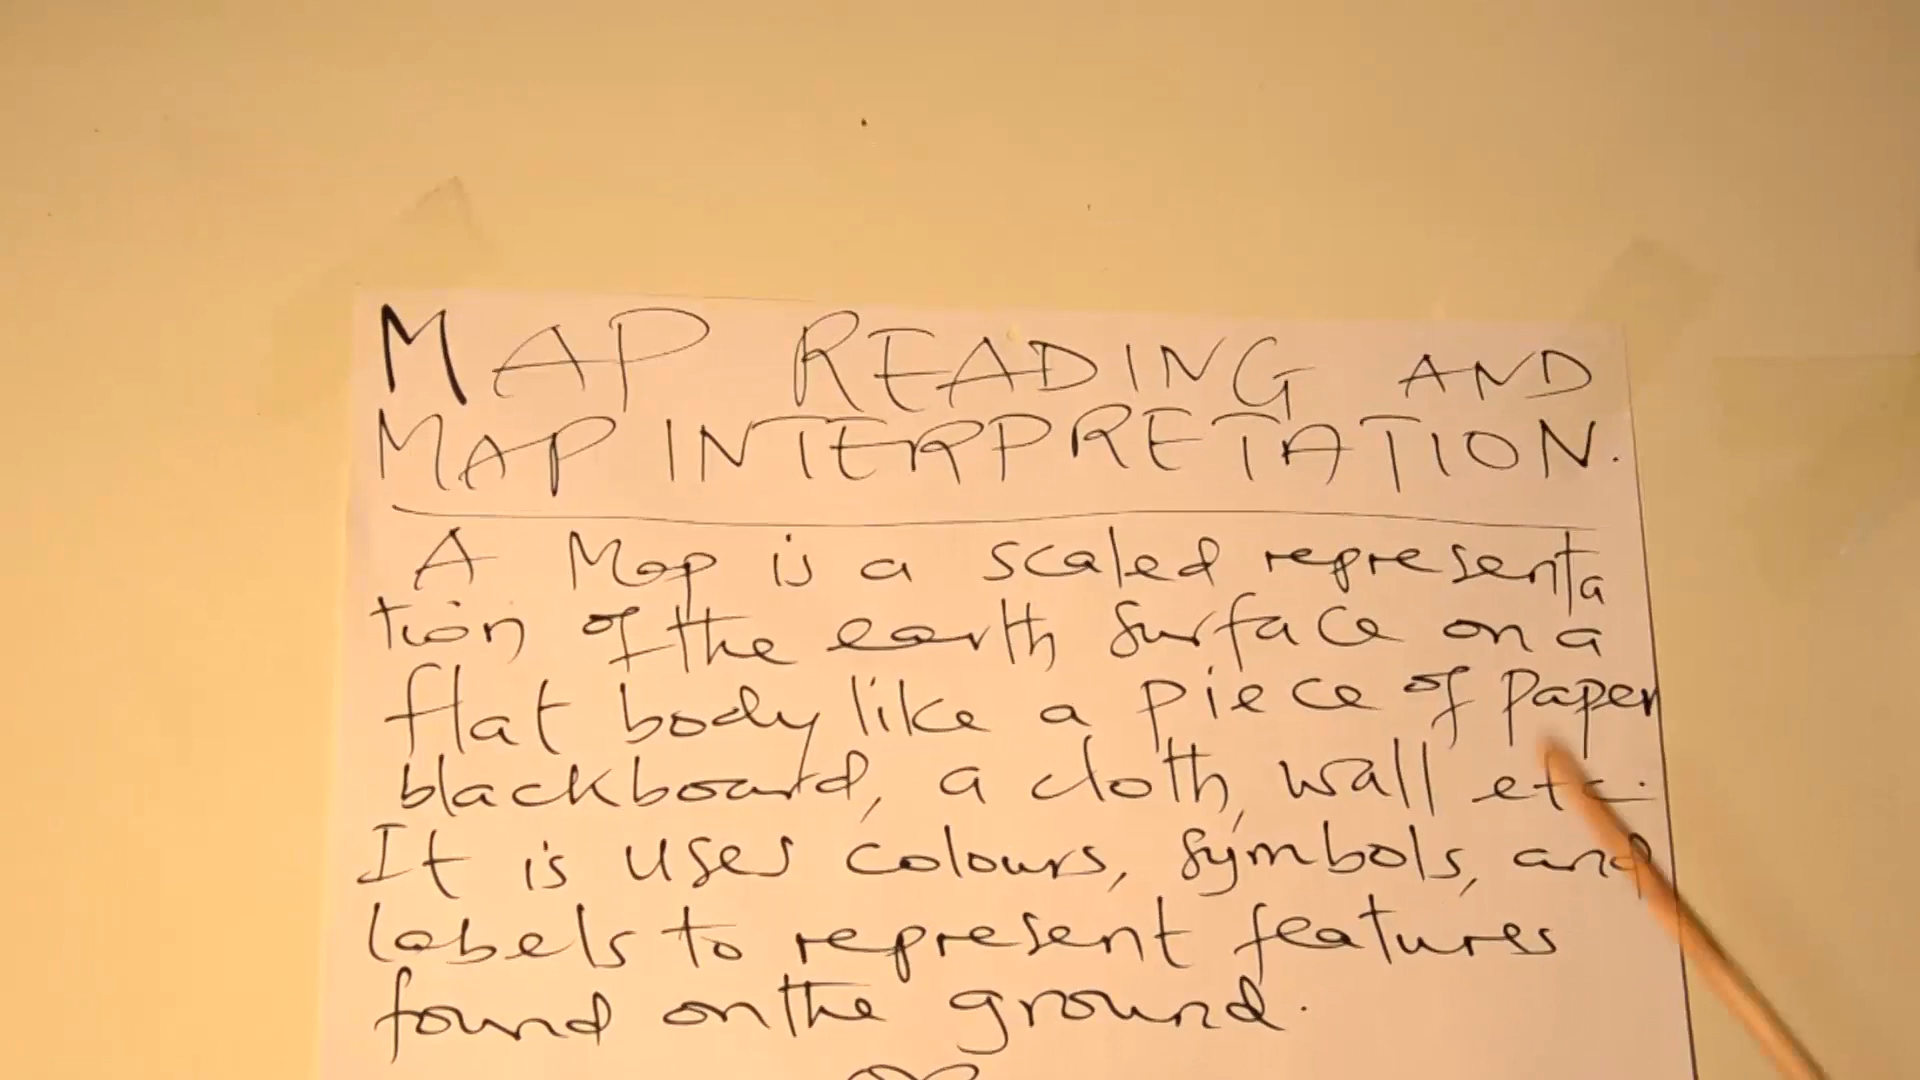 MAP READING AND
MAP INTERPRETATION.
A Map is a scaled representa
tion of the earth surface on a
flat body like a piece of paper
blackboard, a cloth, wall etc.
It is uses colours, symbols, and
labels to represent features
found on the ground.